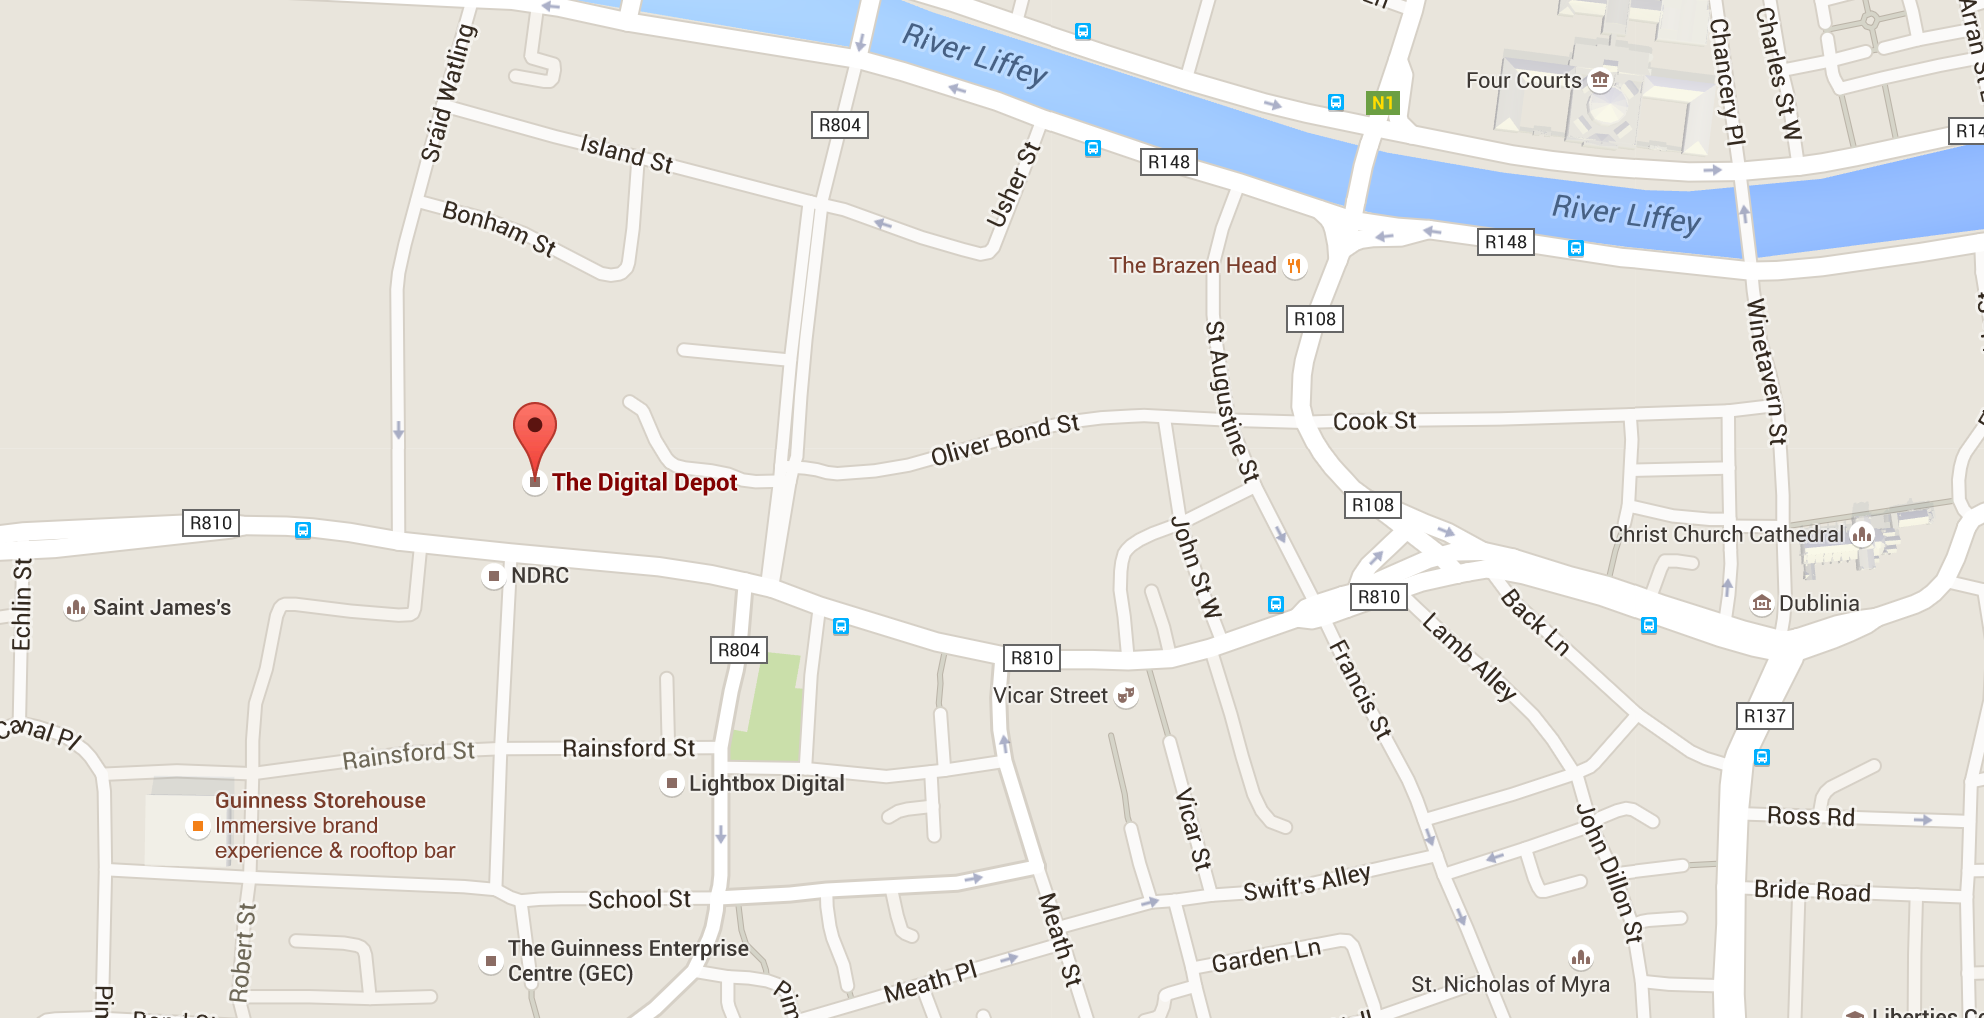 Sráid Watling
Island St
Bonham St
R804
Usher St
River Liffey
R148
N1
Four Courts
Chancery Pl
Charles St W
River Liffey
R148
The Brazen Head
R108
St Augustine St
Winetavern St
Oliver Bond St
Cook St
The Digital Depot
R810
R108
John St W
Christ Church Cathedral
NDRC
Saint James's
Echlin St
R810
Dublinia
Back Ln
Lamb Alley
R804
R810
Vicar Street
Francis St
R137
Canal Pl
Rainsford St
Rainsford St
Lightbox Digital
Guinness Storehouse
Immersive brand
experience & rooftop bar
Vicar St
Ross Rd
John Dillon St
Swift's Alley
Bride Road
School St
Robert St
Meath St
The Guinness Enterprise
Centre (GEC)
Garden Ln
Meath Pl
St. Nicholas of Myra
Pim
Pim
Liberties Co